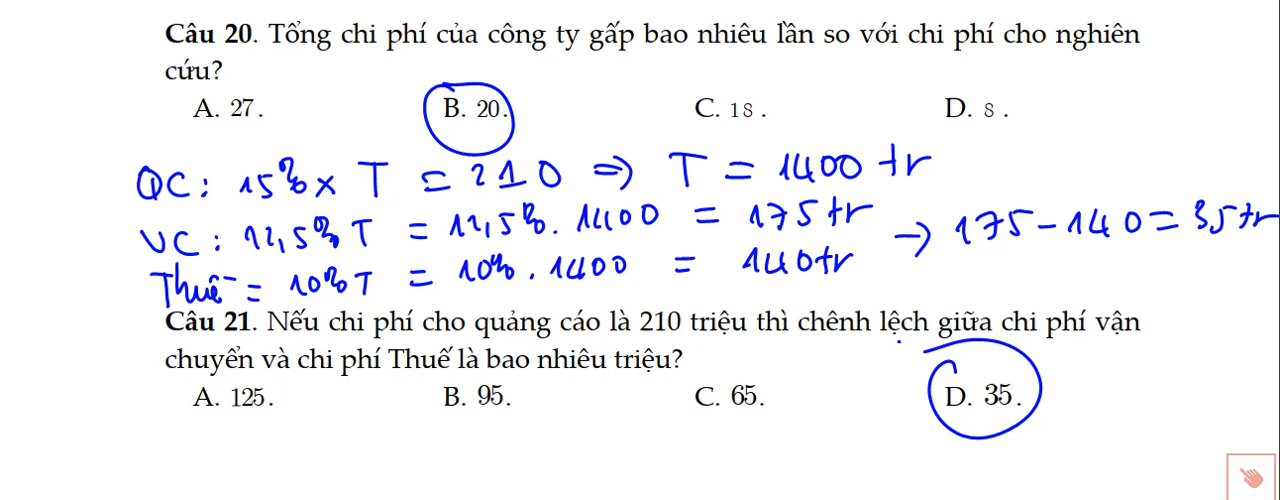 Câu 20. Tổng chi phí của công ty gấp bao nhiêu lần so với chi phí cho nghiên
cứu?
A. 27. B. 20. C. 18. D. 8.
QC: 15% x T = 210 => T = 1400 tr
VC: 12,5% T = 12,5%. 1400 = 175 tr -> 175 - 140 = 35 tr
Thuế = 10% T = 10%. 1400 = 140 tr
Câu 21. Nếu chi phí cho quảng cáo là 210 triệu thì chênh lệch giữa chi phí vận
chuyển và chi phí Thuế là bao nhiêu triệu?
A. 125. B. 95. C. 65. D. 35.